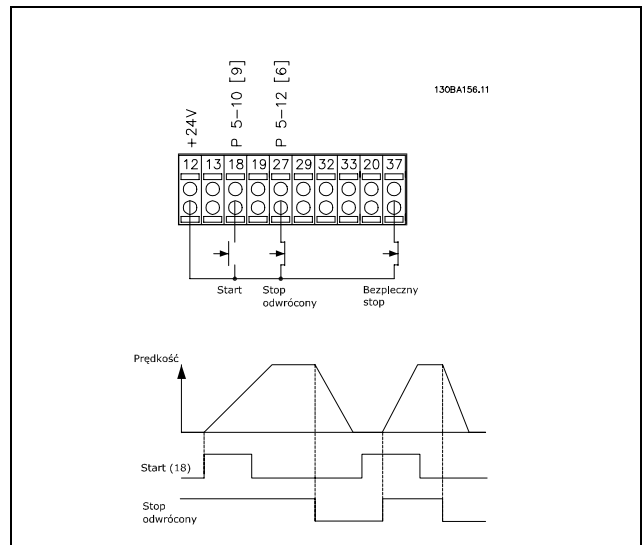 130BA156.11
+24V
P 5-10 [9]
P 5-12 [6]
12 13 18 19 27 29 32 33 20 37
Start
Stop
odwrócony
Bezpieczny
stop
Prędkość
Start (18)
Stop
odwrócony